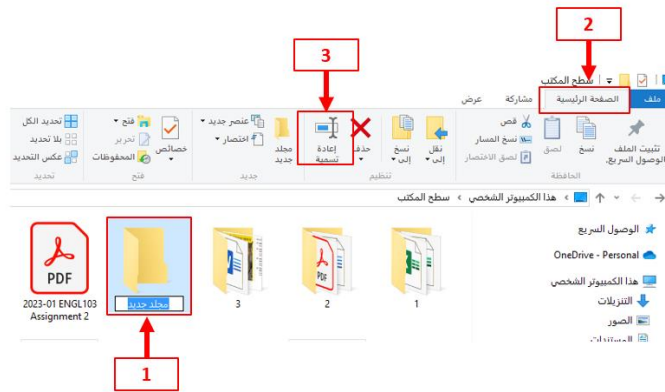 2
3
سطح المكتب
ملف الصفحة الرئيسية مشاركة عرض
تثبيت الملف
الوصول السريع.
نسخ
لصق
قص
نسخ المسار
لصق الاختصار
الحافظة
نقل
إلى
نسخ
إلى
حذف
إعادة
تسمية
تنظيم
مجلد
جديد
عنصر جديد
اختصار
جديد
خصائص
فتح
تحرير
المحفوظات
فتح
تحديد الكل
بلا تحديد
عكس التحديد
تحديد
هذا الكمبيوتر الشخصي › سطح المكتب
الوصول السريع
OneDrive - Personal
هذا الكمبيوتر الشخصي
التنزيلات
الصور
المستندات
1
2
3
مجلد جديد
PDF
2023-01 ENGL103
Assignment 2
1